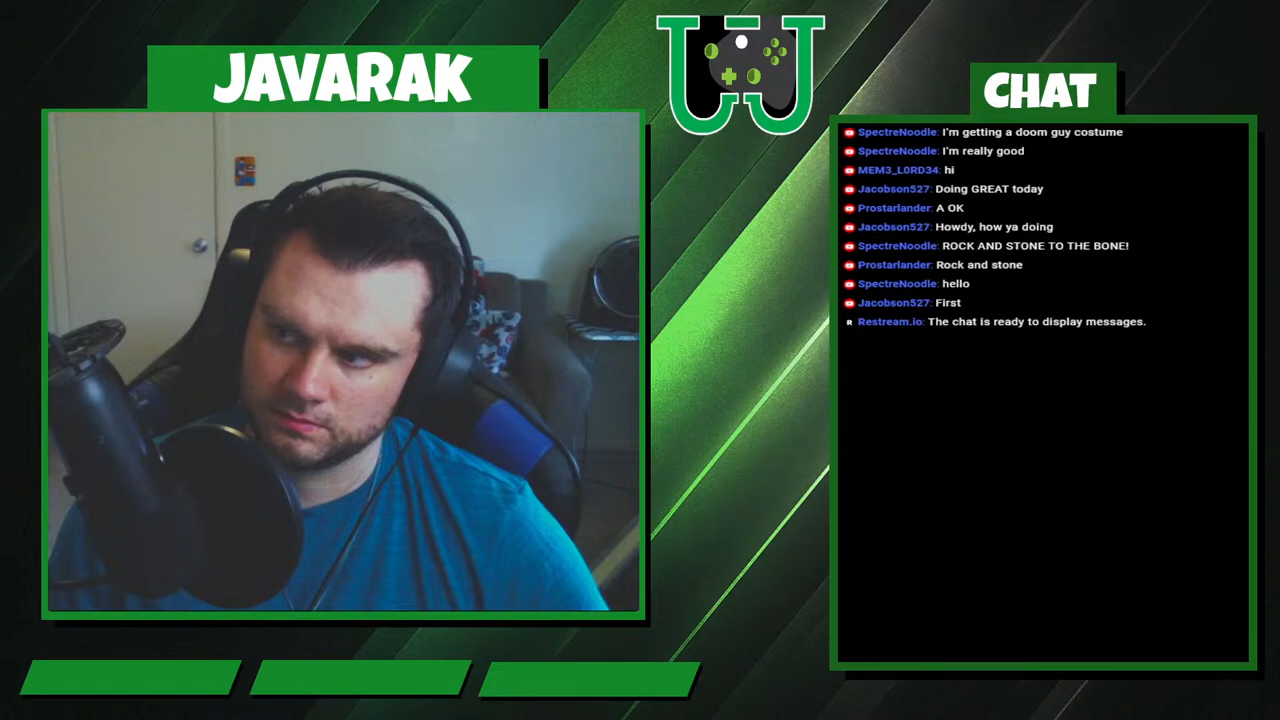 JAVARAK
CHAT
SpectreNoodle: I'm getting a doom guy costume
SpectreNoodle: I'm really good
MEM3_L0RD34: hi
Jacobson527: Doing GREAT today
Prostarlander: A OK
Jacobson527: Howdy, how ya doing
SpectreNoodle: ROCK AND STONE TO THE BONE!
Prostarlander: Rock and stone
SpectreNoodle: hello
Jacobson527: First
R Restream.io: The chat is ready to display messages.